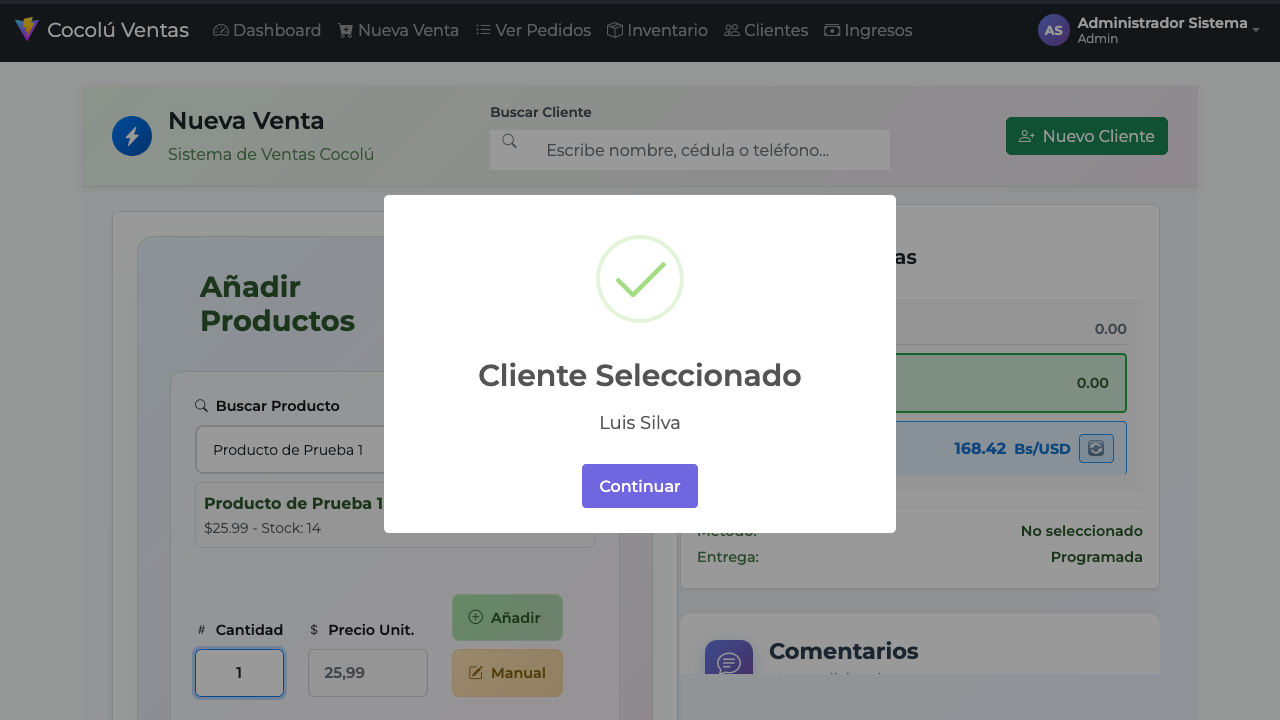 Cocolú Ventas
Dashboard
Nueva Venta
Ver Pedidos
Inventario
Clientes
Ingresos
AS
Administrador Sistema
Admin
Nueva Venta
Sistema de Ventas Cocolú
Buscar Cliente
Escribe nombre, cédula o teléfono...
Nuevo Cliente
Añadir
Productos
Buscar Producto
Producto de Prueba 1
Producto de Prueba 1
$25.99 - Stock: 14
# Cantidad
$ Precio Unit.
Añadir
1
25,99
Manual
Cliente Seleccionado
Luis Silva
Continuar
as
0.00
0.00
168.42 Bs/USD
Método:
No seleccionado
Entrega:
Programada
Comentarios